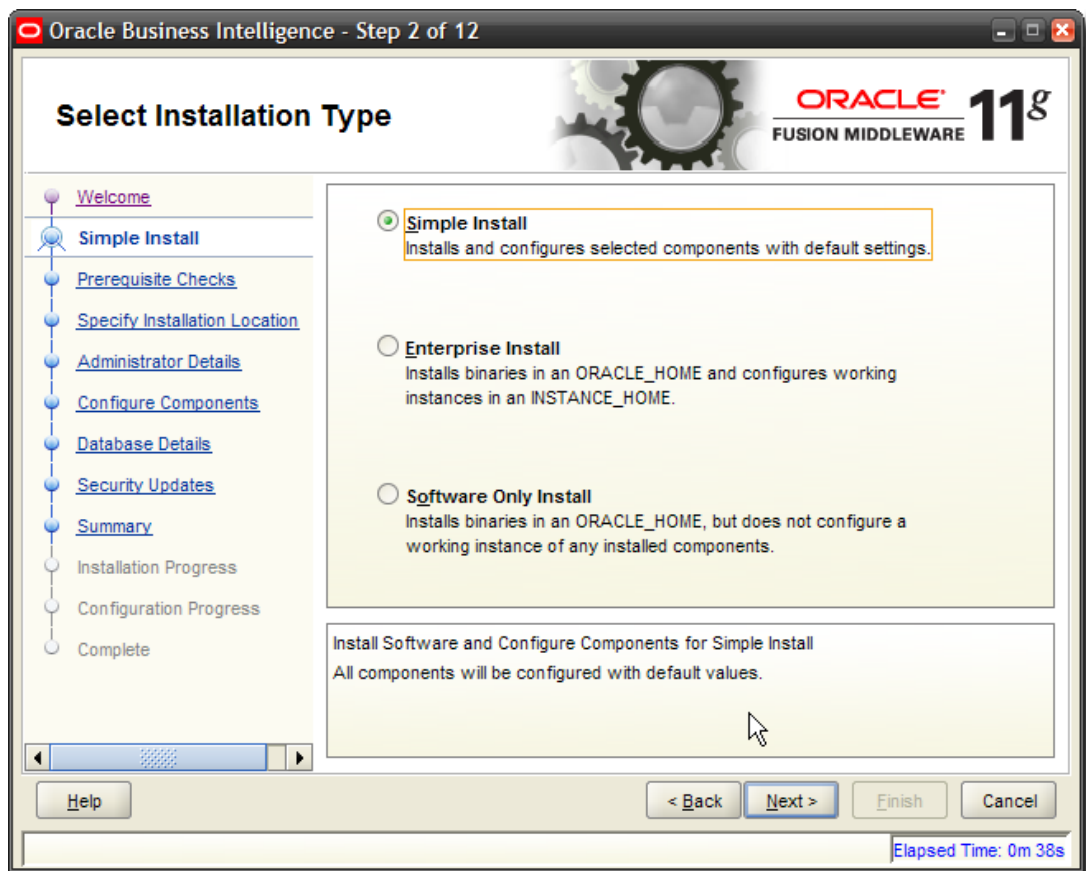 Oracle Business Intelligence - Step 2 of 12
Select Installation Type
ORACLE
FUSION MIDDLEWARE
11g
Welcome
Simple Install
Prerequisite Checks
Specify Installation Location
Administrator Details
Configure Components
Database Details
Security Updates
Summary
Installation Progress
Configuration Progress
Complete
Simple Install
Installs and configures selected components with default settings.
Enterprise Install
Installs binaries in an ORACLE_HOME and configures working
instances in an INSTANCE_HOME.
Software Only Install
Installs binaries in an ORACLE_HOME, but does not configure a
working instance of any installed components.
Install Software and Configure Components for Simple Install
All components will be configured with default values.
Help
< Back
Next >
Finish
Cancel
Elapsed Time: 0m 38s